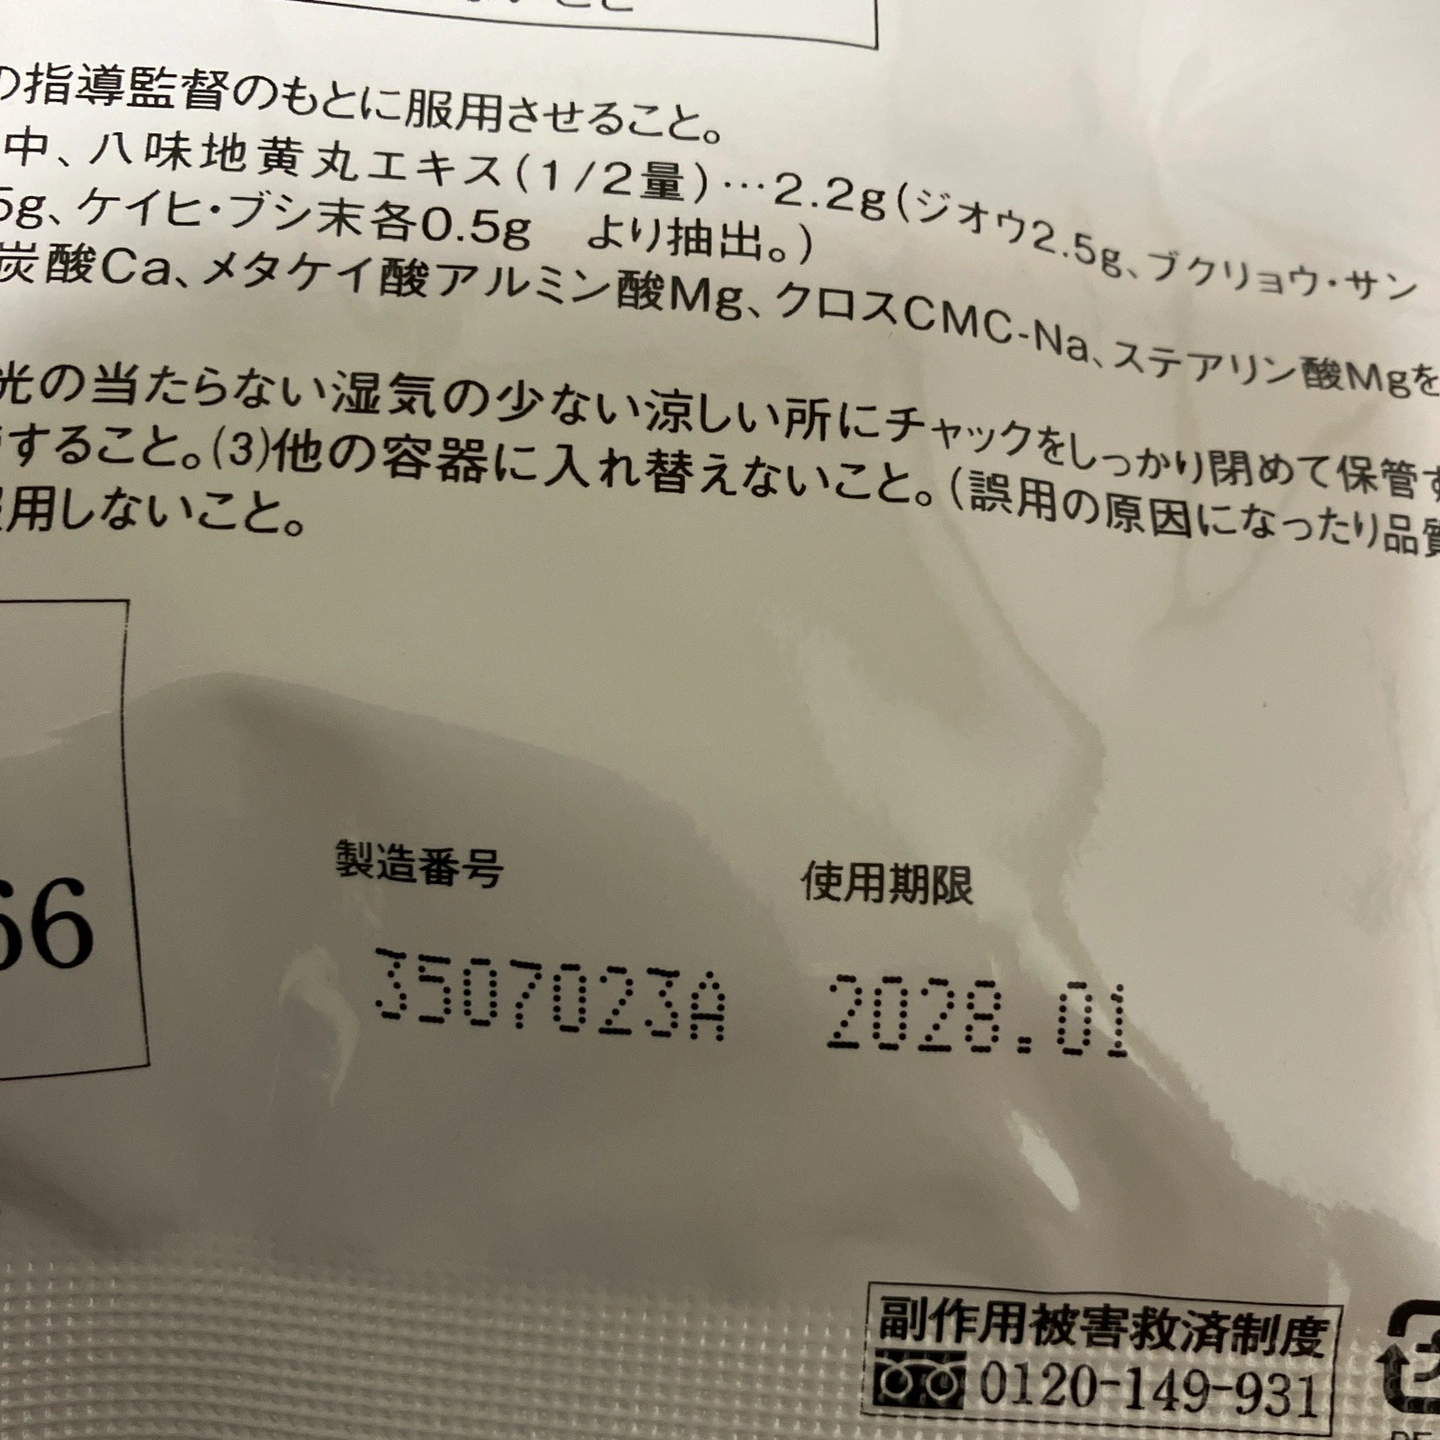 の指導監督のもとに服用させること。
中、八味地黄丸エキス(1/2量)…2.2g(ジオウ2.5g、ブクリョウ・サン
5g、ケイヒ・ブシ末各0.5g　より抽出。)
炭酸Ca、メタケイ酸アルミン酸Mg、クロスCMC-Na、ステアリン酸Mgを
光の当たらない湿気の少ない涼しい所にチャックをしっかり閉めて保管す
すること。(3)他の容器に入れ替えないこと。(誤用の原因になったり品質
用しないこと。
66
製造番号
使用期限
3507023A
2028.01
副作用被害救済制度
0120-149-931